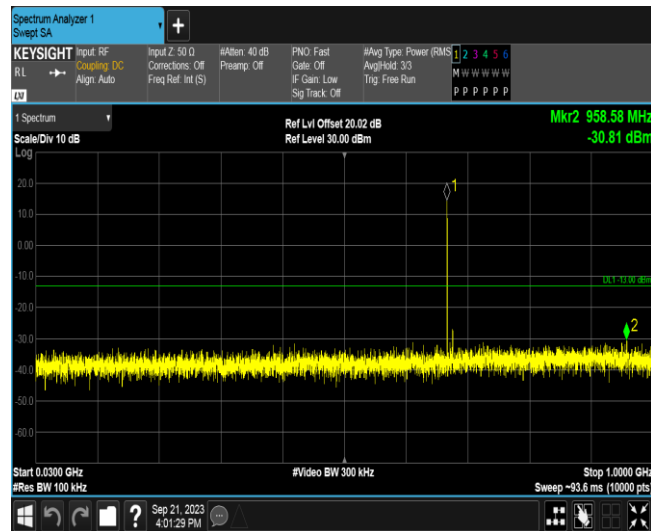 Spectrum Analyzer 1
Swept SA
+
KEYSIGHT
RL
LXI
Input: RF
Coupling: DC
Align: Auto
Input Z: 50 Ω
Corrections: Off
Freq Ref: Int (S)
#Atten: 40 dB
Preamp: Off
PNO: Fast
Gate: Off
IF Gain: Low
Sig Track: Off
#Avg Type: Power (RMS
Avg|Hold: 3/3
Trig: Free Run
1 2 3 4 5 6
M W W W W W
P P P P P P
1 Spectrum
Scale/Div 10 dB
Log
Ref Lvl Offset 20.02 dB
Ref Level 30.00 dBm
Mkr2 958.58 MHz
-30.81 dBm
20.0
10.0
0.00
-10.0
-20.0
-30.0
-40.0
-50.0
-60.0
1
DL1 -13.00 dBm
2
Start 0.0300 GHz
#Res BW 100 kHz
#Video BW 300 kHz
Stop 1.0000 GHz
Sweep ~93.6 ms (10000 pts)
?
Sep 21, 2023
4:01:29 PM